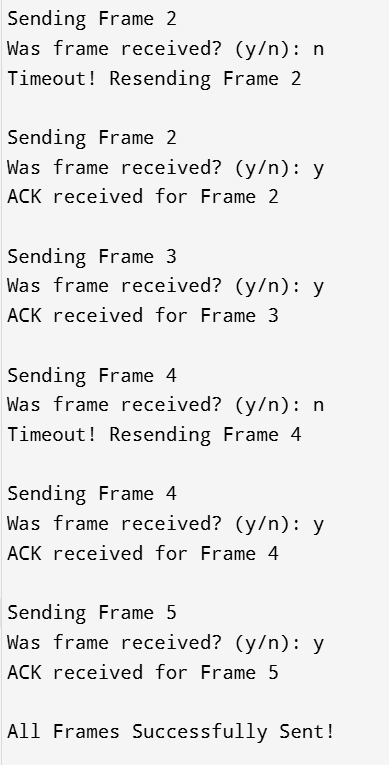 Sending Frame 2
Was frame received? (y/n): n
Timeout! Resending Frame 2
Sending Frame 2
Was frame received? (y/n): y
ACK received for Frame 2
Sending Frame 3
Was frame received? (y/n): y
ACK received for Frame 3
Sending Frame 4
Was frame received? (y/n): n
Timeout! Resending Frame 4
Sending Frame 4
Was frame received? (y/n): y
ACK received for Frame 4
Sending Frame 5
Was frame received? (y/n): y
ACK received for Frame 5
All Frames Successfully Sent!